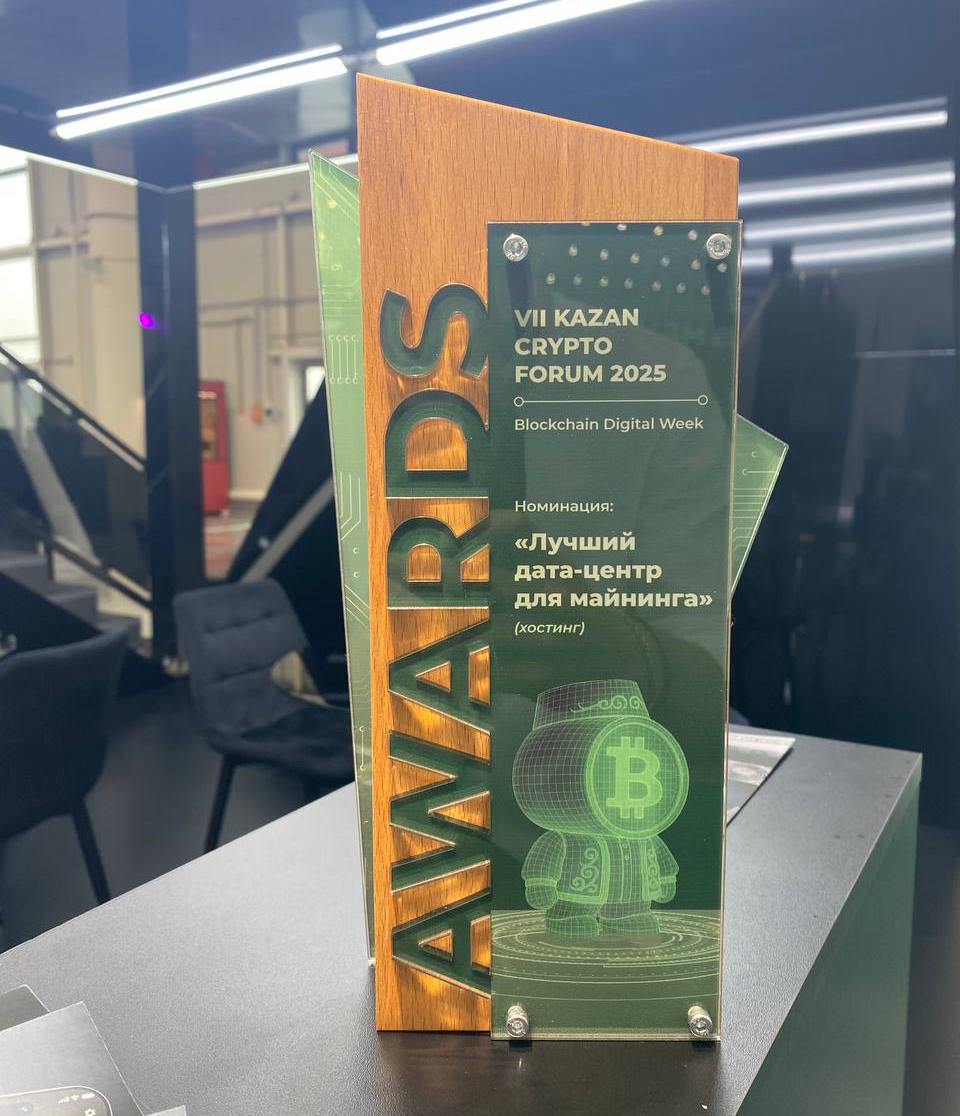 AWARDS
VII KAZAN
CRYPTO
FORUM 2025
Blockchain Digital Week
Номинация:
«Лучший
дата-центр
для майнинга»
(хостинг)